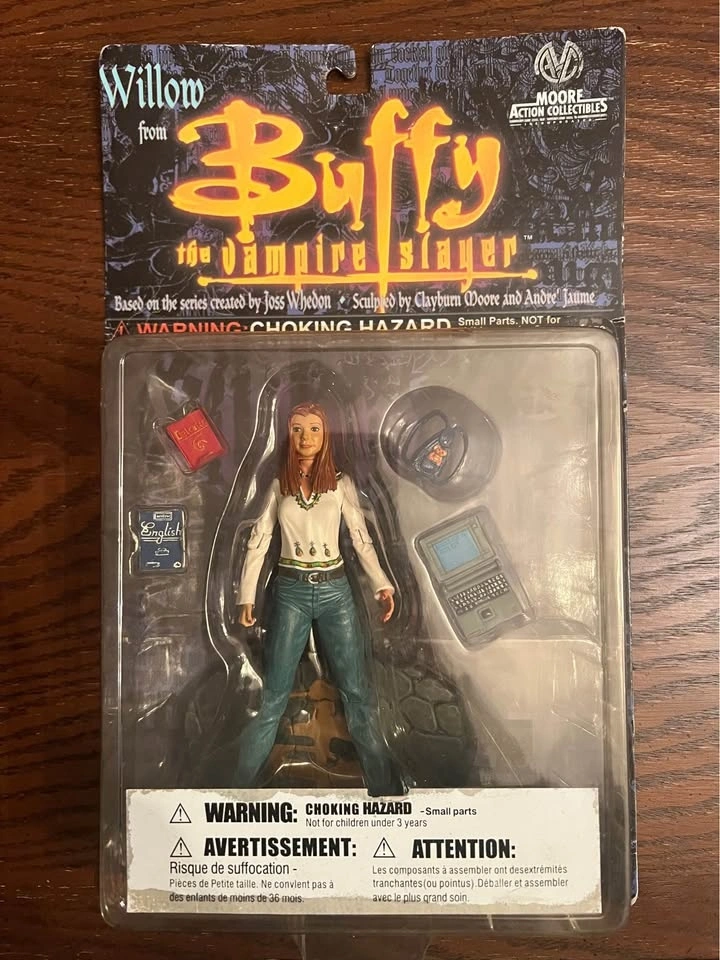 Willow
from
MOORE
ACTION COLLECTIBLES
Buffy
the vampire slayer™
Based on the series created by Joss Whedon • Sculpted by Clayburn Moore and Andre' Jaume
WARNING: CHOKING HAZARD Small Parts. NOT for
English
WARNING: CHOKING HAZARD -Small parts
Not for children under 3 years
AVERTISSEMENT:
Risque de suffocation -
Pièces de Petite taille. Ne convient pas à
des enfants de moins de 36 mois.
ATTENTION:
Les composants à assembler ont desextrémités
tranchantes(ou pointus).Déballer et assembler
avec le plus grand soin.